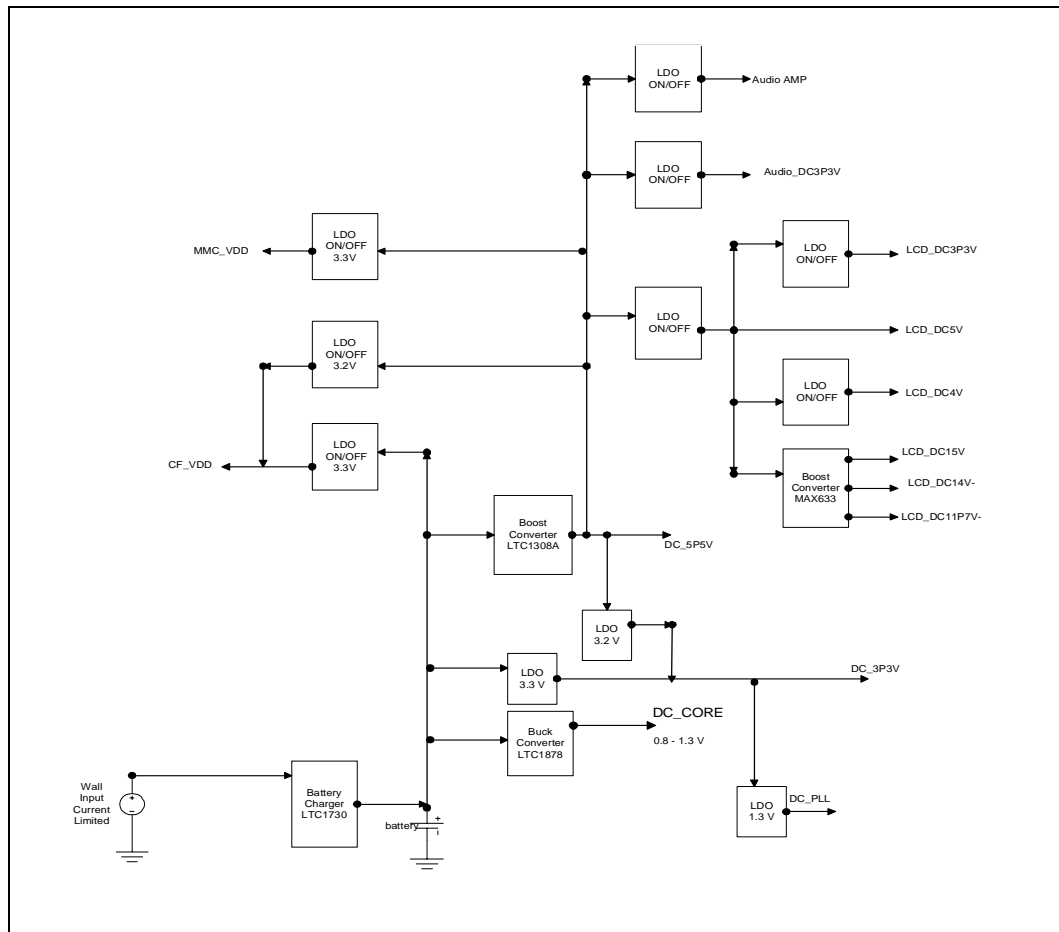 LDO
ON/OFF
Audio AMP
LDO
ON/OFF
Audio_DC3P3V
LDO
ON/OFF
3.3V
MMC_VDD
LDO
ON/OFF
LCD_DC3P3V
LDO
ON/OFF
LCD_DC5V
LDO
ON/OFF
3.2V
LDO
ON/OFF
LCD_DC4V
LDO
ON/OFF
3.3V
CF_VDD
Boost
Converter
MAX633
LCD_DC15V
LCD_DC14V-
LCD_DC11P7V-
Boost
Converter
LTC1308A
DC_5P5V
LDO
3.2 V
LDO
3.3 V
DC_3P3V
Buck
Converter
LTC1878
DC_CORE
0.8 - 1.3 V
Wall
Input
Current
Limited
+
–
Battery
Charger
LTC1730
battery
+
LDO
1.3 V
DC_PLL